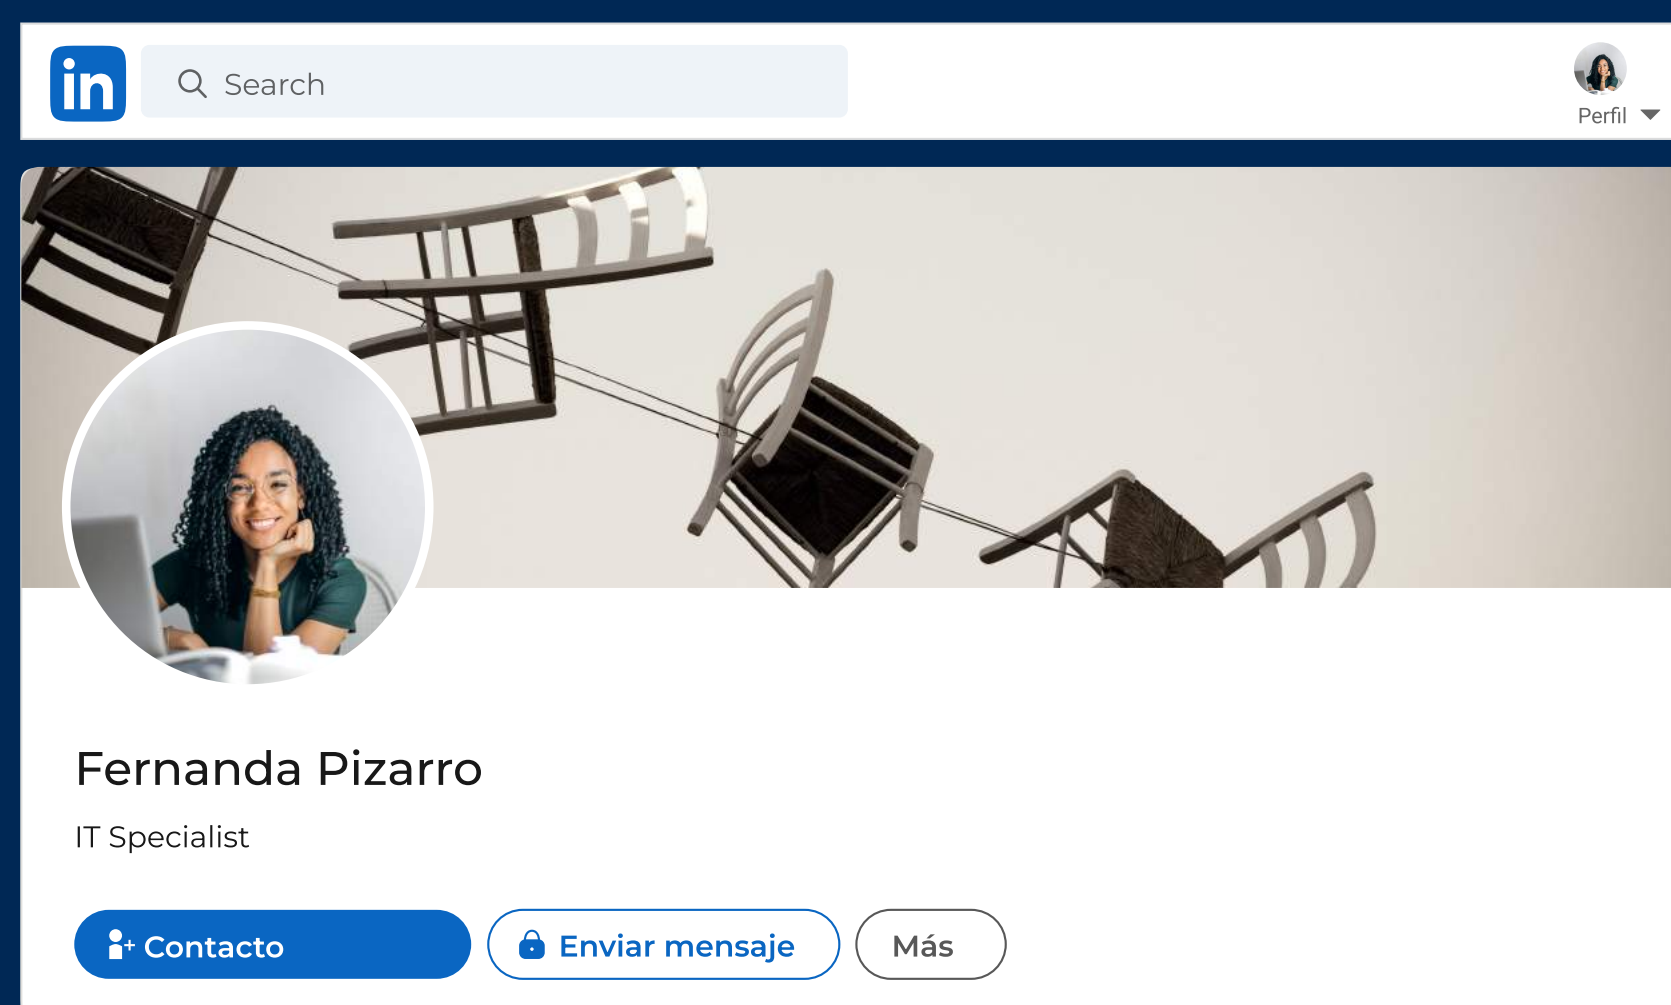 in
Search
Perfil
Fernanda Pizarro
IT Specialist
Contacto
Enviar mensaje
Más